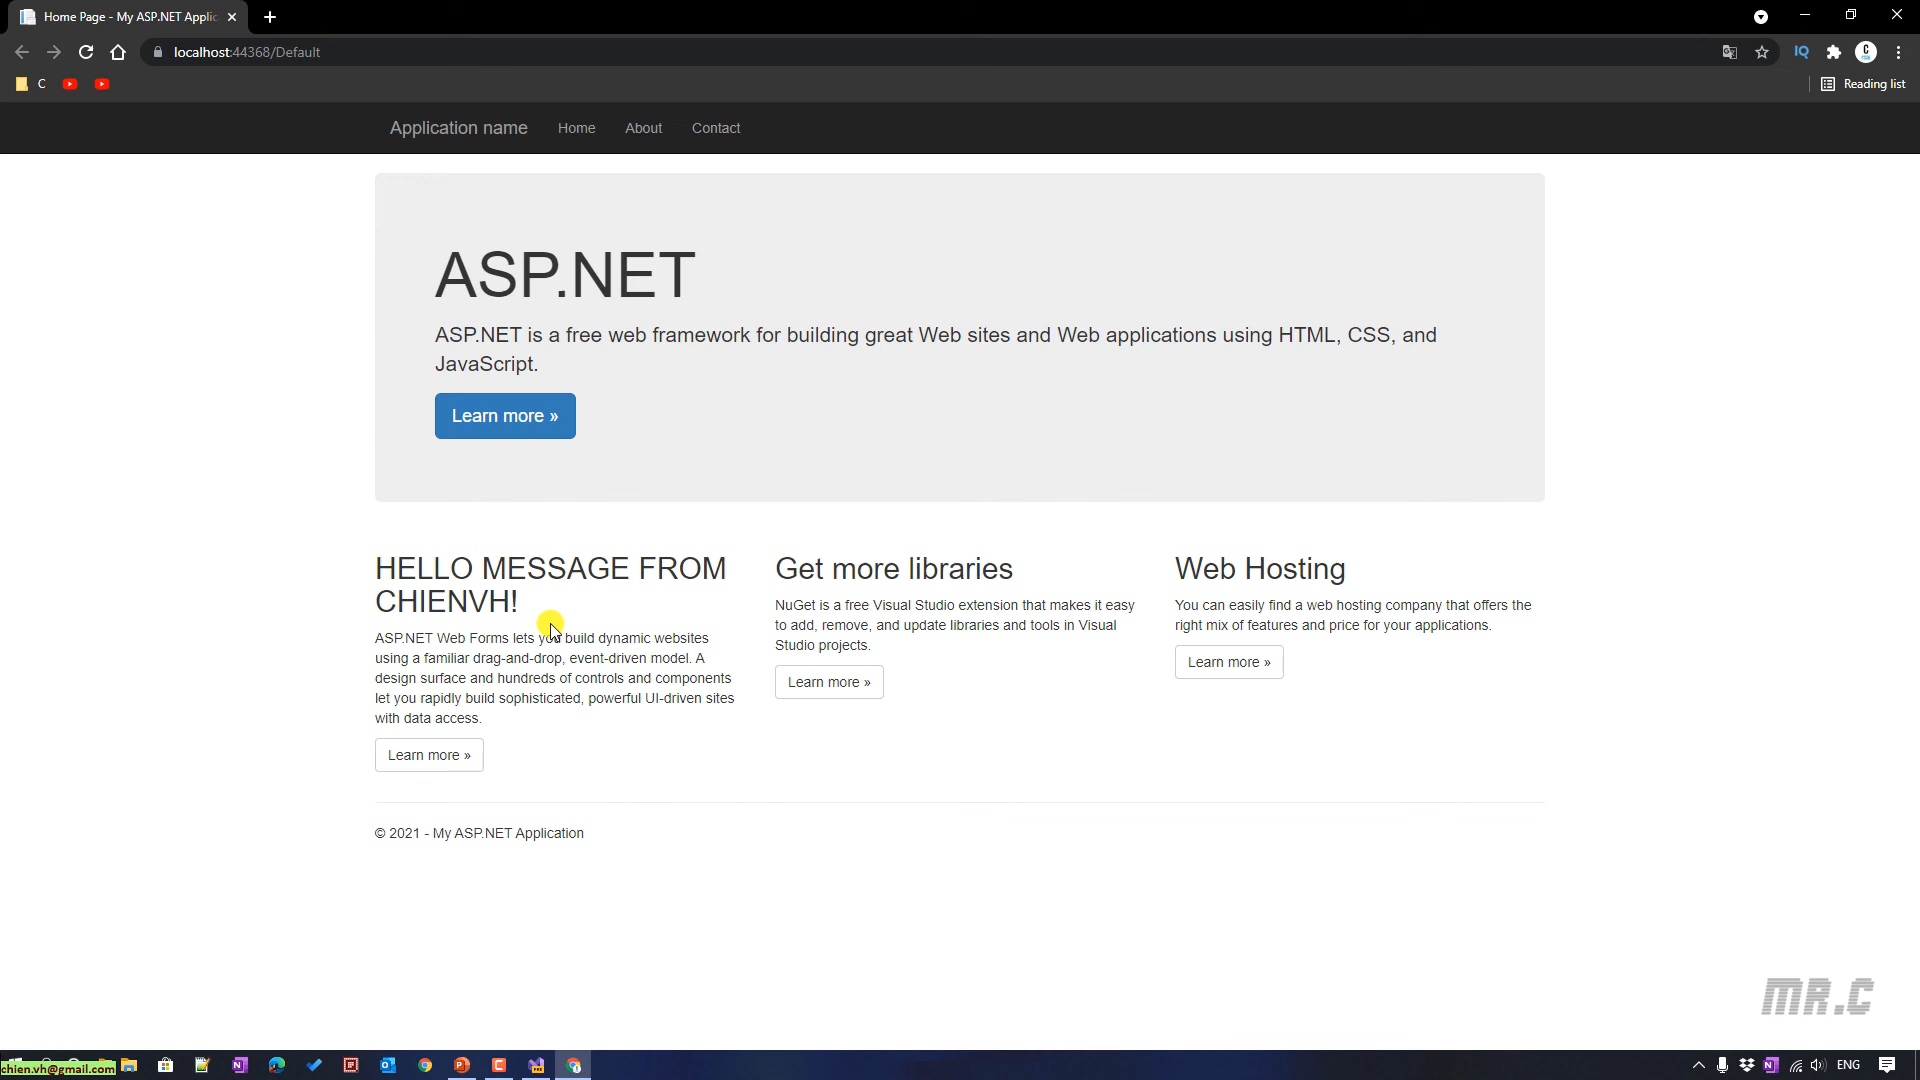 Home Page - My ASP.NET Applic
localhost:44368/Default
IQ
C
Reading list
Application name
Home
About
Contact
ASP.NET
ASP.NET is a free web framework for building great Web sites and Web applications using HTML, CSS, and
JavaScript.
Learn more »
HELLO MESSAGE FROM
CHIENVH!
ASP.NET Web Forms lets you build dynamic websites
using a familiar drag-and-drop, event-driven model. A
design surface and hundreds of controls and components
let you rapidly build sophisticated, powerful UI-driven sites
with data access.
Learn more »
Get more libraries
NuGet is a free Visual Studio extension that makes it easy
to add, remove, and update libraries and tools in Visual
Studio projects.
Learn more »
Web Hosting
You can easily find a web hosting company that offers the
right mix of features and price for your applications.
Learn more »
© 2021 - My ASP.NET Application
MR.C
chien.vh@gmail.com
ENG